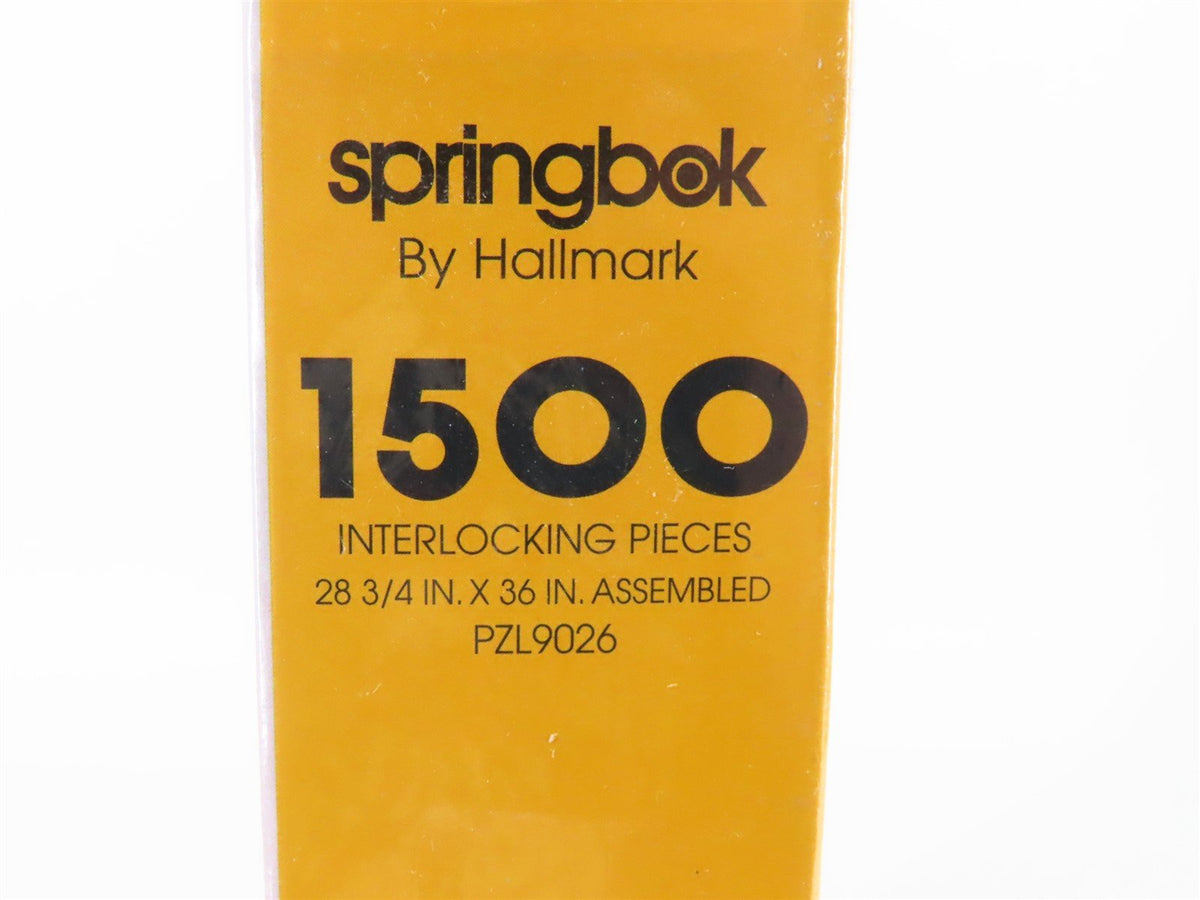 springbok
By Hallmark
1500
INTERLOCKING PIECES
28 3/4 IN. X 36 IN. ASSEMBLED
PZL9026